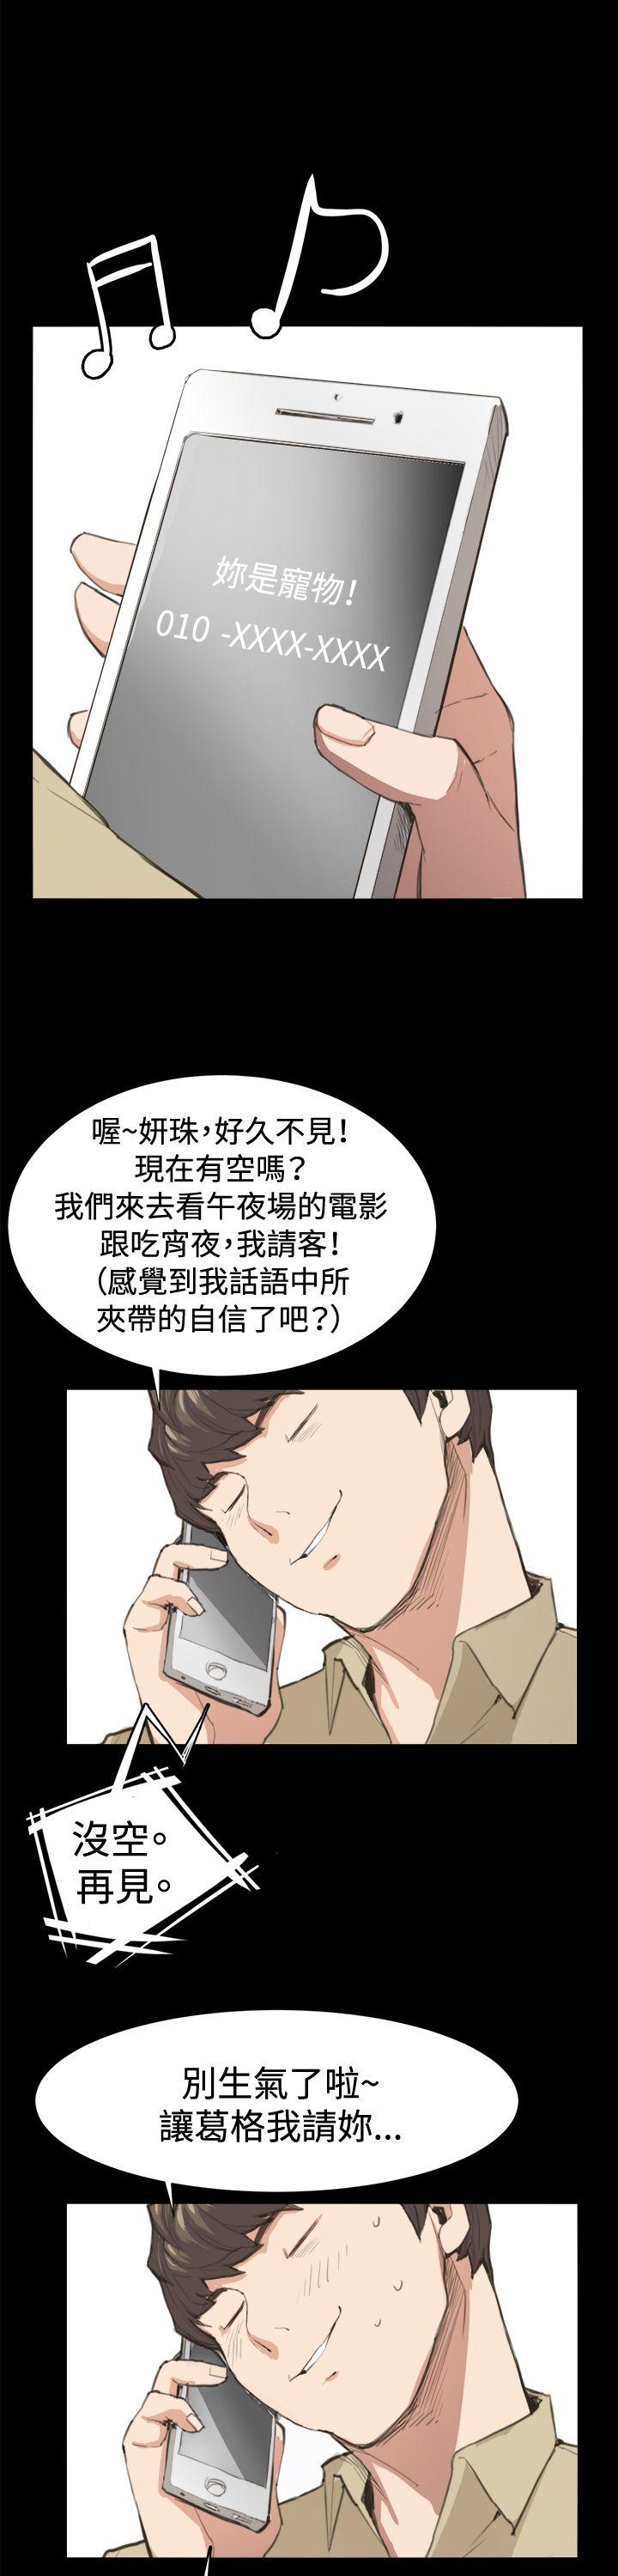 妳是寵物!
010 -XXXX-XXXX
喔~妍珠,好久不見!
現在有空嗎?
我們來去看午夜場的電影
跟吃宵夜,我請客!
(感覺到我話語中所
夾帶的自信了吧?)
沒空。
再見。
別生氣了啦~
讓葛格我請妳...